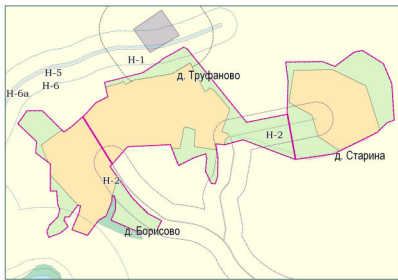 Н-1
Н-5
д. Труфаново
Н-6
Н-6а
Н-2
д. Старина
Н-2
д. Борисово